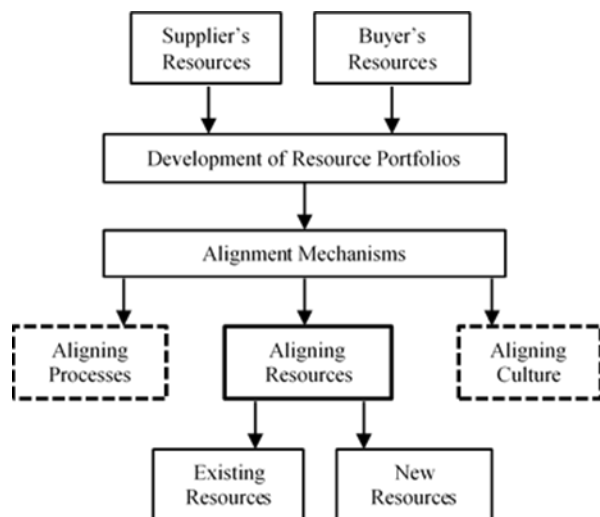 Supplier's
Resources
Buyer's
Resources
Development of Resource Portfolios
Alignment Mechanisms
Aligning
Processes
Aligning
Resources
Aligning
Culture
Existing
Resources
New
Resources